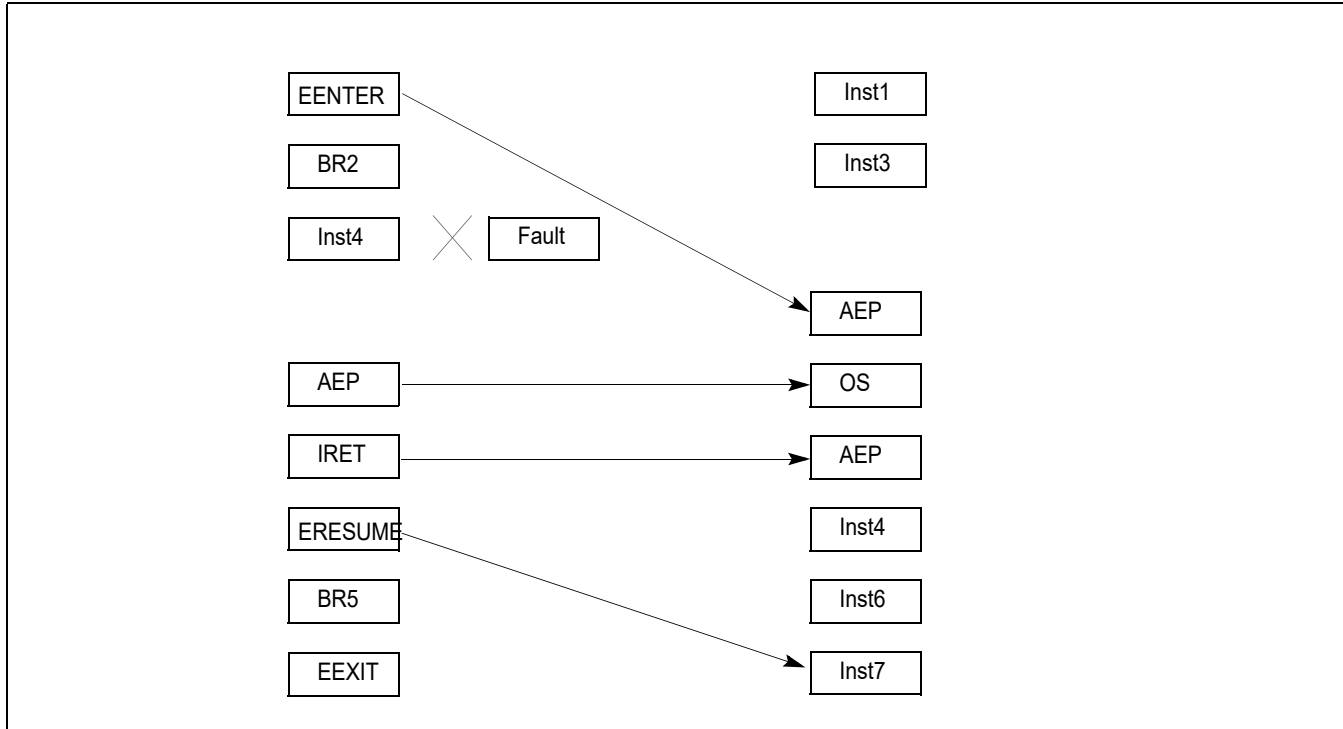 EENTER Inst1
BR2 Inst3
Inst4 Fault
AEP
AEP OS
IRET AEP
ERESUME Inst4
BR5 Inst6
EEXIT Inst7